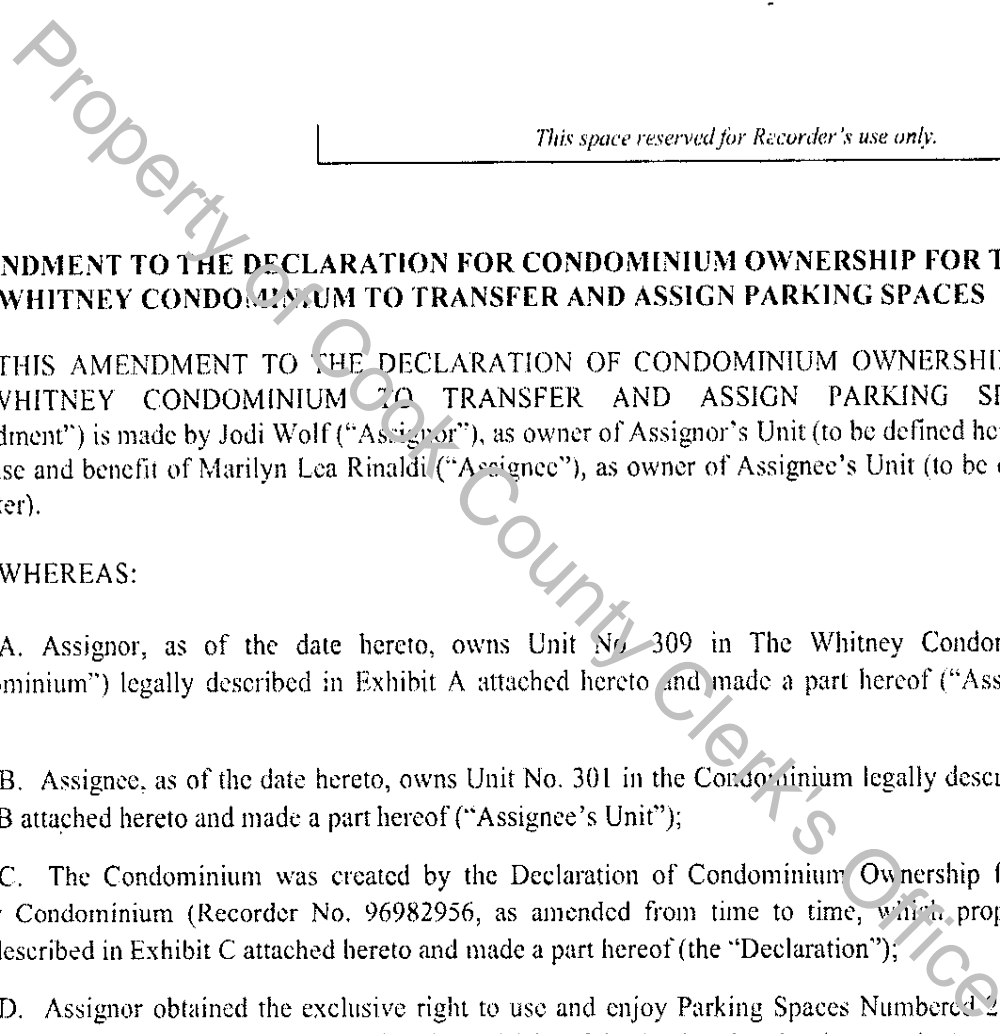 Property of Cook County Clerk's Office
This space reserved for Recorder's use only.
NDMENT TO THE DECLARATION FOR CONDOMINIUM OWNERSHIP FOR T
WHITNEY CONDOMINIUM TO TRANSFER AND ASSIGN PARKING SPACES
THIS AMENDMENT TO THE DECLARATION OF CONDOMINIUM OWNERSHI
WHITNEY CONDOMINIUM TO TRANSFER AND ASSIGN PARKING S
dment") is made by Jodi Wolf ("Assignor"), as owner of Assignor's Unit (to be defined he
se and benefit of Marilyn Lea Rinaldi ("Assignee"), as owner of Assignee's Unit (to be
er).
WHEREAS:
A. Assignor, as of the date hereto, owns Unit No. 309 in The Whitney Condo
ominium") legally described in Exhibit A attached hereto and made a part hereof ("Ass
B. Assignee, as of the date hereto, owns Unit No. 301 in the Condominium legally descr
B attached hereto and made a part hereof ("Assignee's Unit");
C. The Condominium was created by the Declaration of Condominium Ownership f
Condominium (Recorder No. 96982956, as amended from time to time, which prop
described in Exhibit C attached hereto and made a part hereof (the "Declaration");
D. Assignor obtained the exclusive right to use and enjoy Parking Spaces Numbered 2